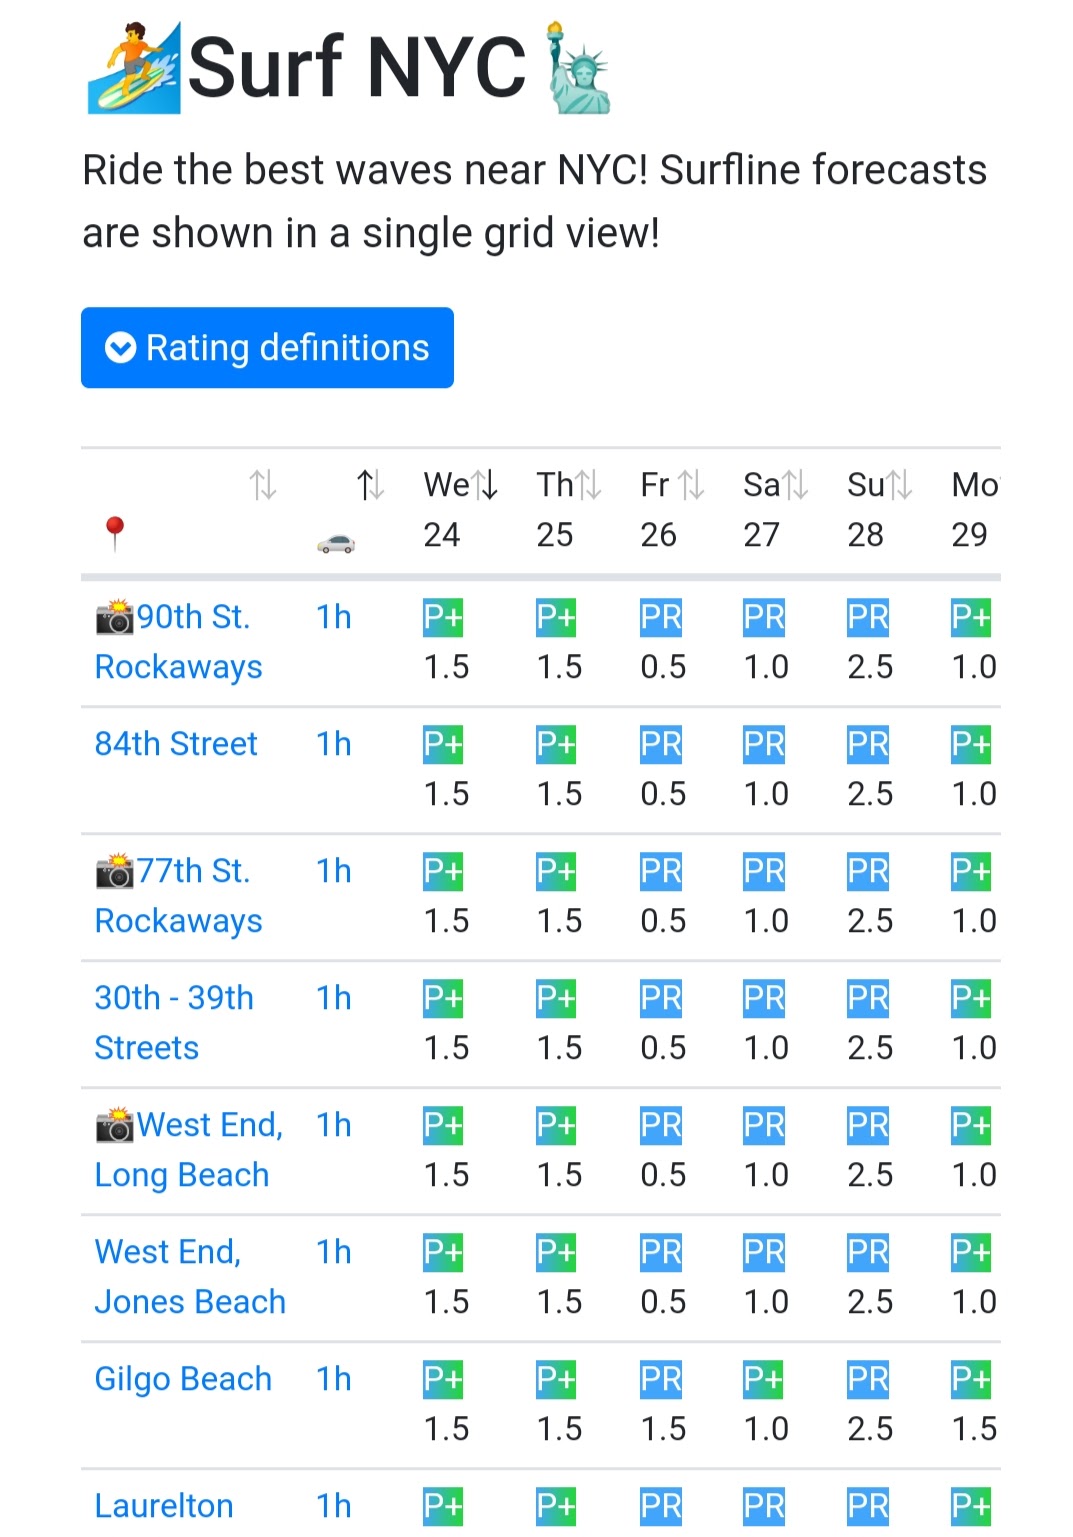 Surf NYC
Ride the best waves near NYC! Surfline forecasts
are shown in a single grid view!
Rating definitions
We Th Fr Sa Su Mo
24 25 26 27 28 29
90th St. 1h P+ P+ PR PR PR P+
Rockaways 1.5 1.5 0.5 1.0 2.5 1.0
84th Street 1h P+ P+ PR PR PR P+
1.5 1.5 0.5 1.0 2.5 1.0
77th St. 1h P+ P+ PR PR PR P+
Rockaways 1.5 1.5 0.5 1.0 2.5 1.0
30th - 39th 1h P+ P+ PR PR PR P+
Streets 1.5 1.5 0.5 1.0 2.5 1.0
West End, 1h P+ P+ PR PR PR P+
Long Beach 1.5 1.5 0.5 1.0 2.5 1.0
West End, 1h P+ P+ PR PR PR P+
Jones Beach 1.5 1.5 0.5 1.0 2.5 1.0
Gilgo Beach 1h P+ P+ PR P+ PR P+
1.5 1.5 1.5 1.0 2.5 1.5
Laurelton 1h P+ P+ PR PR PR P+